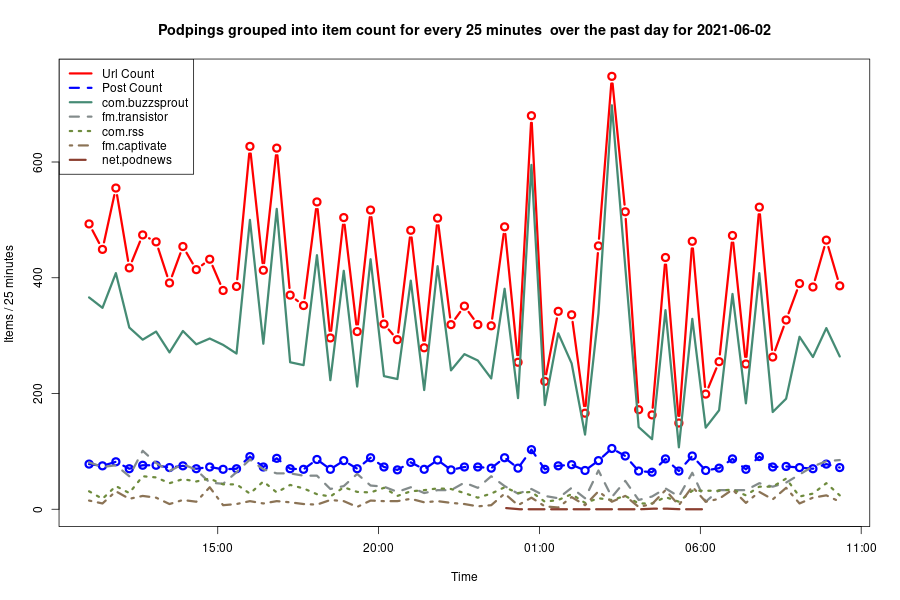 Podpings grouped into item count for every 25 minutes  over the past day for 2021-06-02
Url Count
Post Count
com.buzzsprout
fm.transistor
com.rss
fm.captivate
net.podnews
Items / 25 minutes
600
400
200
0
15:00
20:00
01:00
06:00
11:00
Time